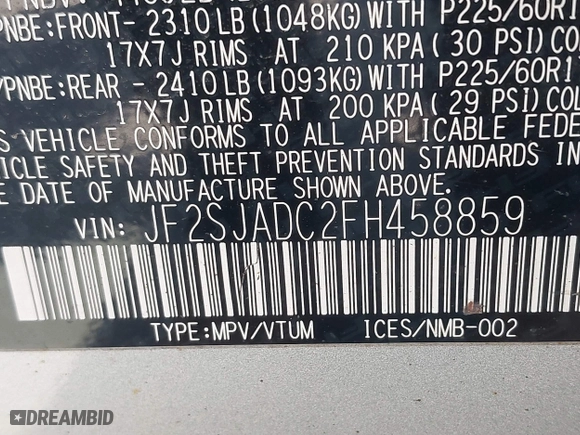 PNBE:FRONT- 2310 LB (1048KG) WITH P225/60R1
17X7J RIMS AT 210 KPA (30 PSI) CO
/PNBE:REAR - 2410 LB (1093KG) WITH P225/60R1
17X7J RIMS AT 200 KPA (29 PSI) COL
S VEHICLE CONFORMS TO ALL APPLICABLE FEDE
ICLE SAFETY AND THEFT PREVENTION STANDARDS IN
E DATE OF MANUFACTURE SHOWN ABOVE.
VIN: JF2SJADC2FH458859
TYPE:MPV/VTUM ICES/NMB-002
DREAMBID